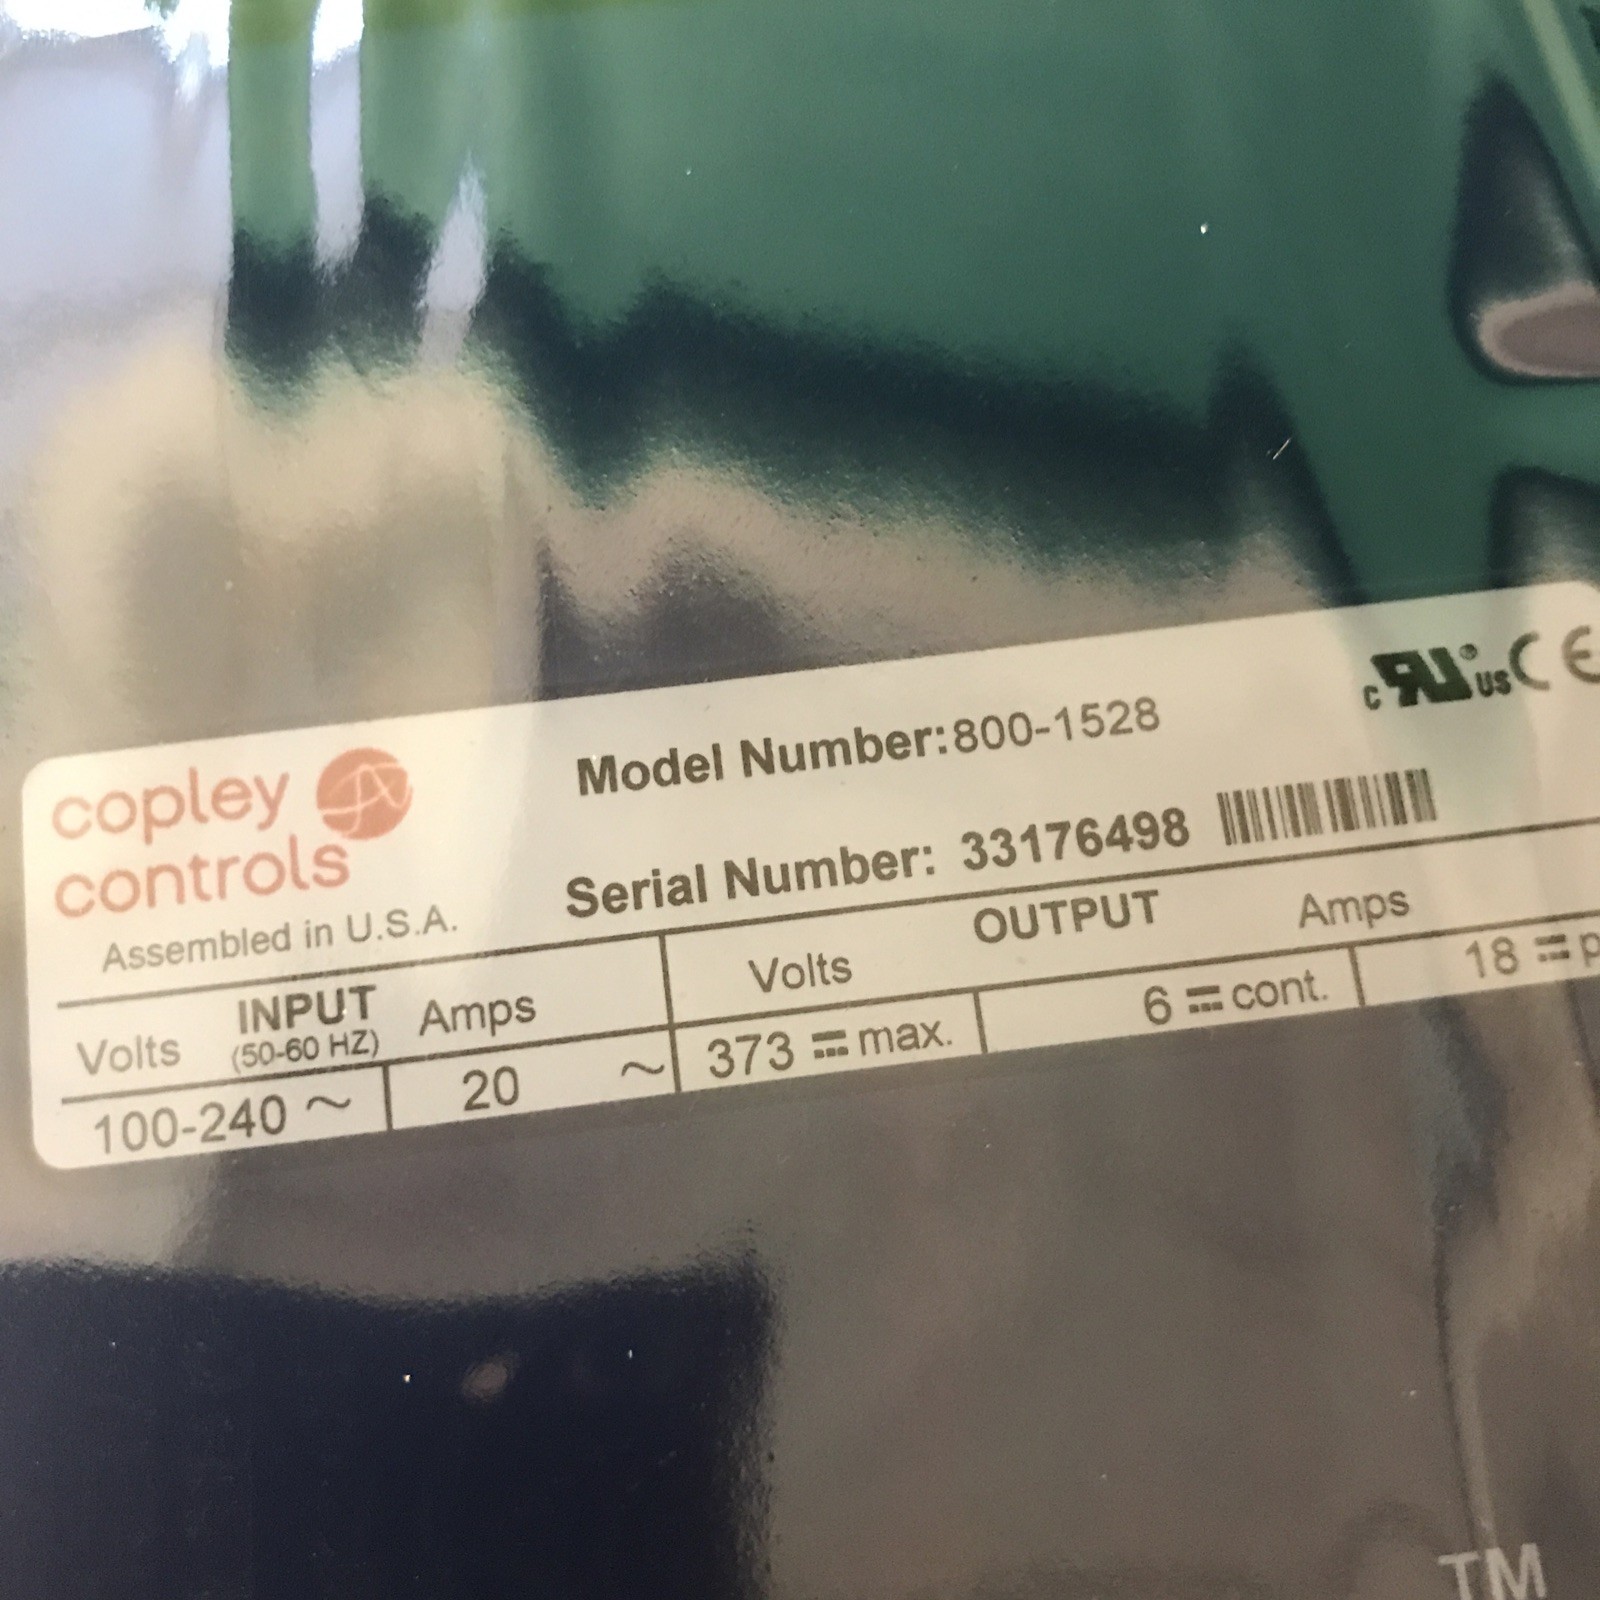 copley
controls
Assembled in U.S.A.
Model Number:800-1528
c RU® US CE
Serial Number: 33176498
INPUT
Volts (50-60 HZ) Amps
100-240 ~ 20 ~
OUTPUT
Volts Amps
373 ⎓ max. 6 ⎓ cont. 18 ⎓
TM